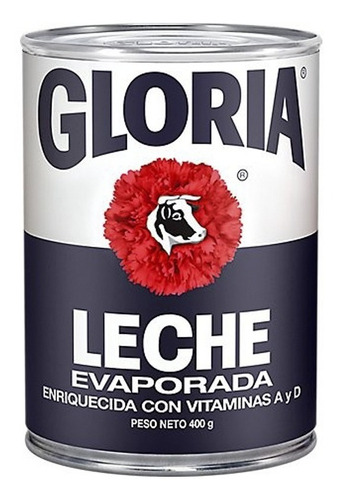 GLORIA®
®
LECHE
EVAPORADA
ENRIQUECIDA CON VITAMINAS A y D
PESO NETO 400 g